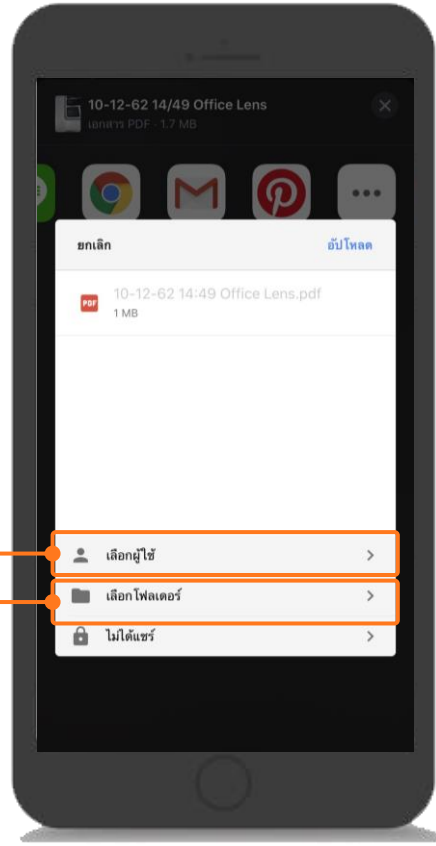 10-12-62 14/49 Office Lens
เอกสาร PDF - 1.7 MB
ยกเลิก
อัปโหลด
10-12-62 14:49 Office Lens.pdf
PDF
1 MB
เลือกผู้ใช้
เลือกโฟลเดอร์
ไม่ได้แชร์